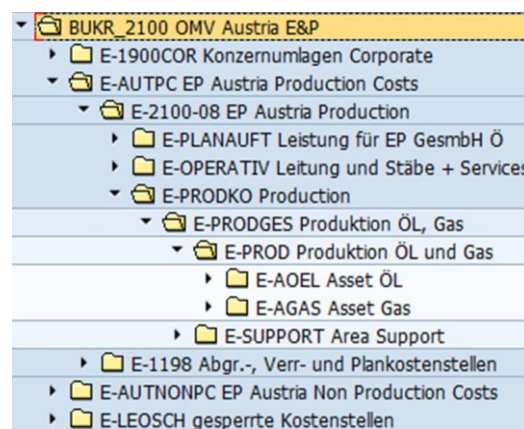 BUKR_2100 OMV Austria E&P
E-1900COR Konzernumlagen Corporate
E-AUTPC EP Austria Production Costs
E-2100-08 EP Austria Production
E-PLANAUFT Leistung für EP GesmbH Ö
E-OPERATIV Leitung und Stäbe + Services
E-PRODKO Production
E-PRODGES Produktion ÖL, Gas
E-PROD Produktion ÖL und Gas
E-AOEL Asset ÖL
E-AGAS Asset Gas
E-SUPPORT Area Support
E-1198 Abgr.-, Verr- und Plankostenstellen
E-AUTNONPC EP Austria Non Production Costs
E-LEOSCH gesperrte Kostenstellen